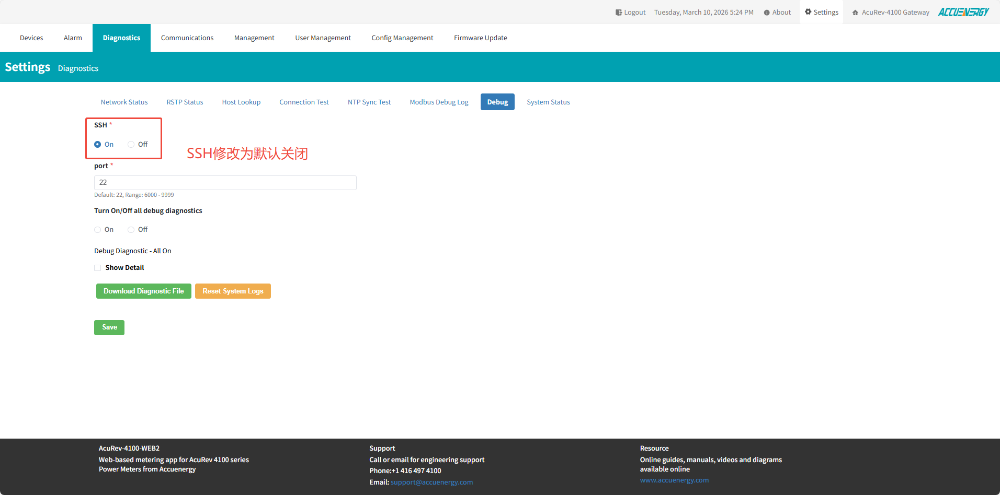 Logout Tuesday, March 10, 2026 5:24 PM About Settings AcuRev-4100 Gateway ACCUENERGY
Devices Alarm Diagnostics Communications Management User Management Config Management Firmware Update
Settings Diagnostics
Network Status RSTP Status Host Lookup Connection Test NTP Sync Test Modbus Debug Log Debug System Status
SSH *
On Off
SSH修改为默认关闭
port *
22
Default: 22, Range: 6000 - 9999
Turn On/Off all debug diagnostics
On Off
Debug Diagnostic - All On
Show Detail
Download Diagnostic File Reset System Logs
Save
AcuRev-4100-WEB2
Web-based metering app for AcuRev 4100 series
Power Meters from Accuenergy
Support
Call or email for engineering support
Phone:+1 416 497 4100
Email: support@accuenergy.com
Resource
Online guides, manuals, videos and diagrams
available online
www.accuenergy.com